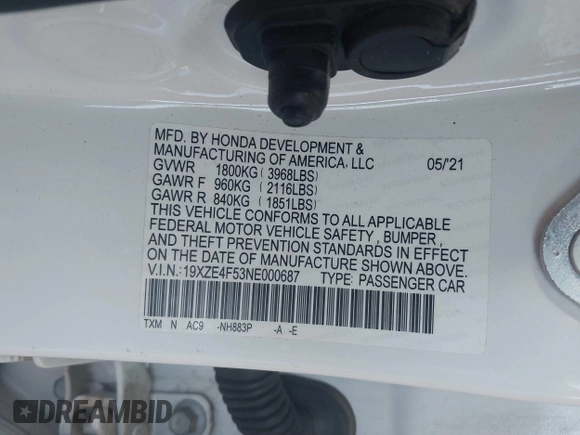 MFD. BY HONDA DEVELOPMENT &
MANUFACTURING OF AMERICA, LLC 05/'21
GVWR 1800KG (3968LBS)
GAWR F 960KG (2116LBS)
GAWR R 840KG (1851LBS)
THIS VEHICLE CONFORMS TO ALL APPLICABLE
FEDERAL MOTOR VEHICLE SAFETY, BUMPER,
AND THEFT PREVENTION STANDARDS IN EFFECT
ON THE DATE OF MANUFACTURE SHOWN ABOVE.
V.I.N.: 19XZE4F53NE000687 TYPE: PASSENGER CAR
TXM N AC9 -NH883P -A -E
DREAMBID